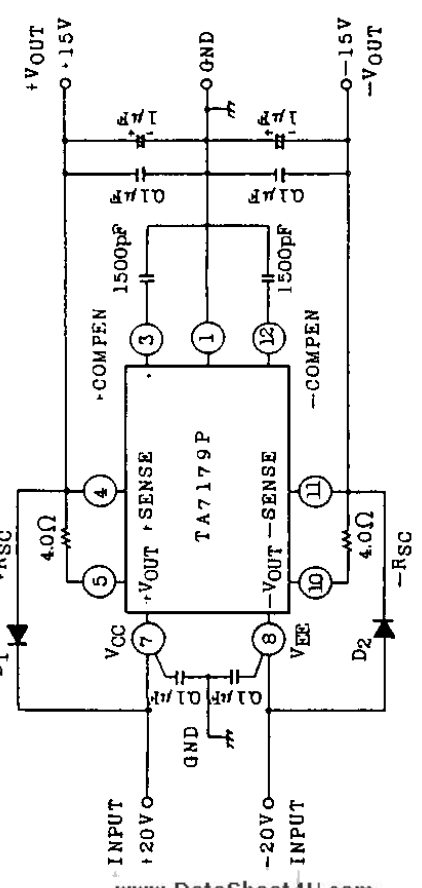 +INPUT
+20V
-20V
INPUT
GND
0.1μF
0.1μF
VCC
7
8
VEE
D1
D2
+RSC
-RSC
4.0Ω
4.0Ω
5
4
10
11
+VOUT
+SENSE
TA7179P
-VOUT
-SENSE
+COMPEN
-COMPEN
3
1
12
1500pF
1500pF
0.1μF
0.1μF
1μF
+
-
1μF
+
-
+VOUT
+15V
GND
-15V
-VOUT
www.DataSheet4U.com